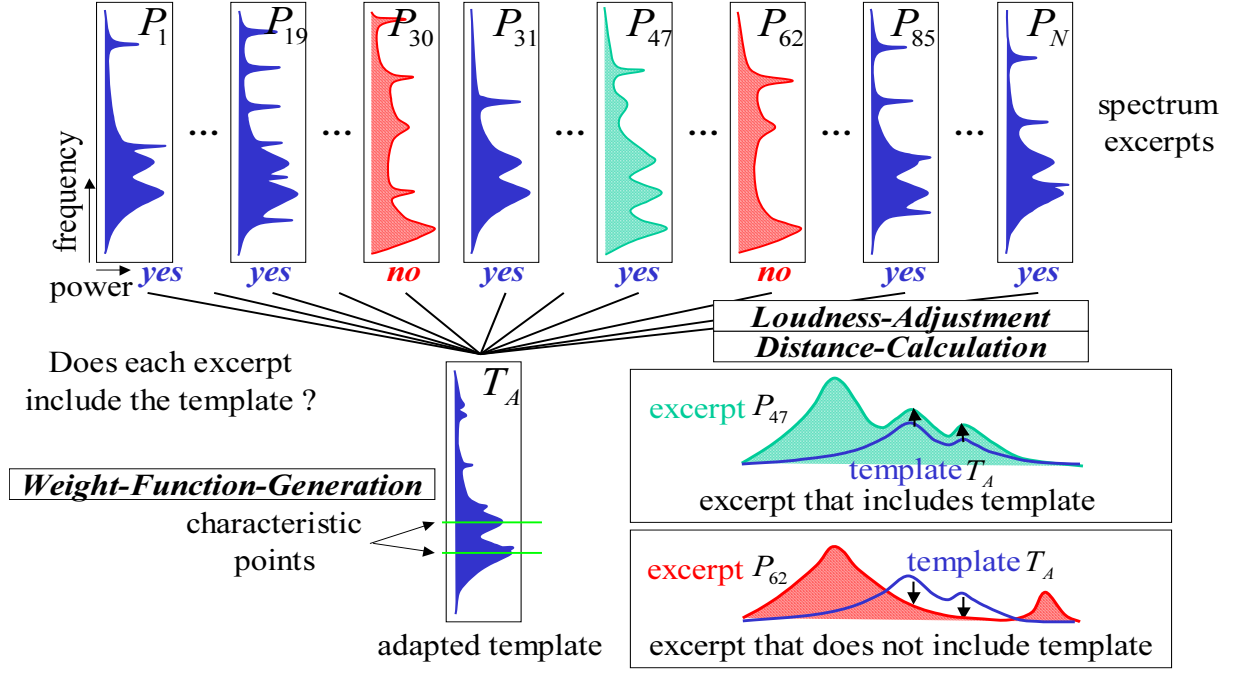 P1 P19 P30 P31 P47 P62 P85 PN
... ... ... ... ... ... ...
spectrum
excerpts
frequency
power
yes yes no yes yes no yes yes
Loudness-Adjustment
Distance-Calculation
Does each excerpt
include the template ?
TA
Weight-Function-Generation
characteristic
points
adapted template
excerpt P47
template TA
excerpt that includes template
excerpt P62
template TA
excerpt that does not include template